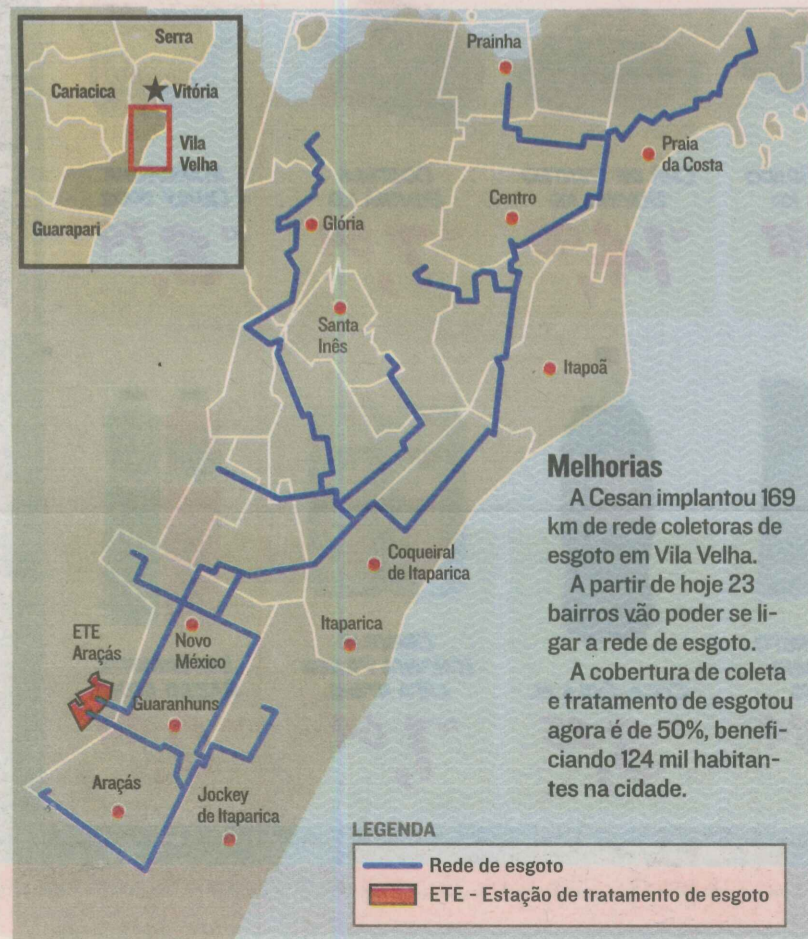 Serra
Cariacica
Vitória
Vila
Velha
Guarapari
Prainha
Praia
da Costa
Centro
Glória
Santa
Inês
Itapoã
Melhorias
A Cesan implantou 169
km de rede coletoras de
esgoto em Vila Velha.
A partir de hoje 23
bairros vão poder se li-
gar a rede de esgoto.
A cobertura de coleta
e tratamento de esgotou
agora é de 50%, benefi-
ciando 124 mil habitan-
tes na cidade.
Coqueiral
de Itaparica
Itaparica
ETE
Araçás
Novo
México
Guaranhuns
Araçás
Jockey
de Itaparica
LEGENDA
Rede de esgoto
ETE - Estação de tratamento de esgoto